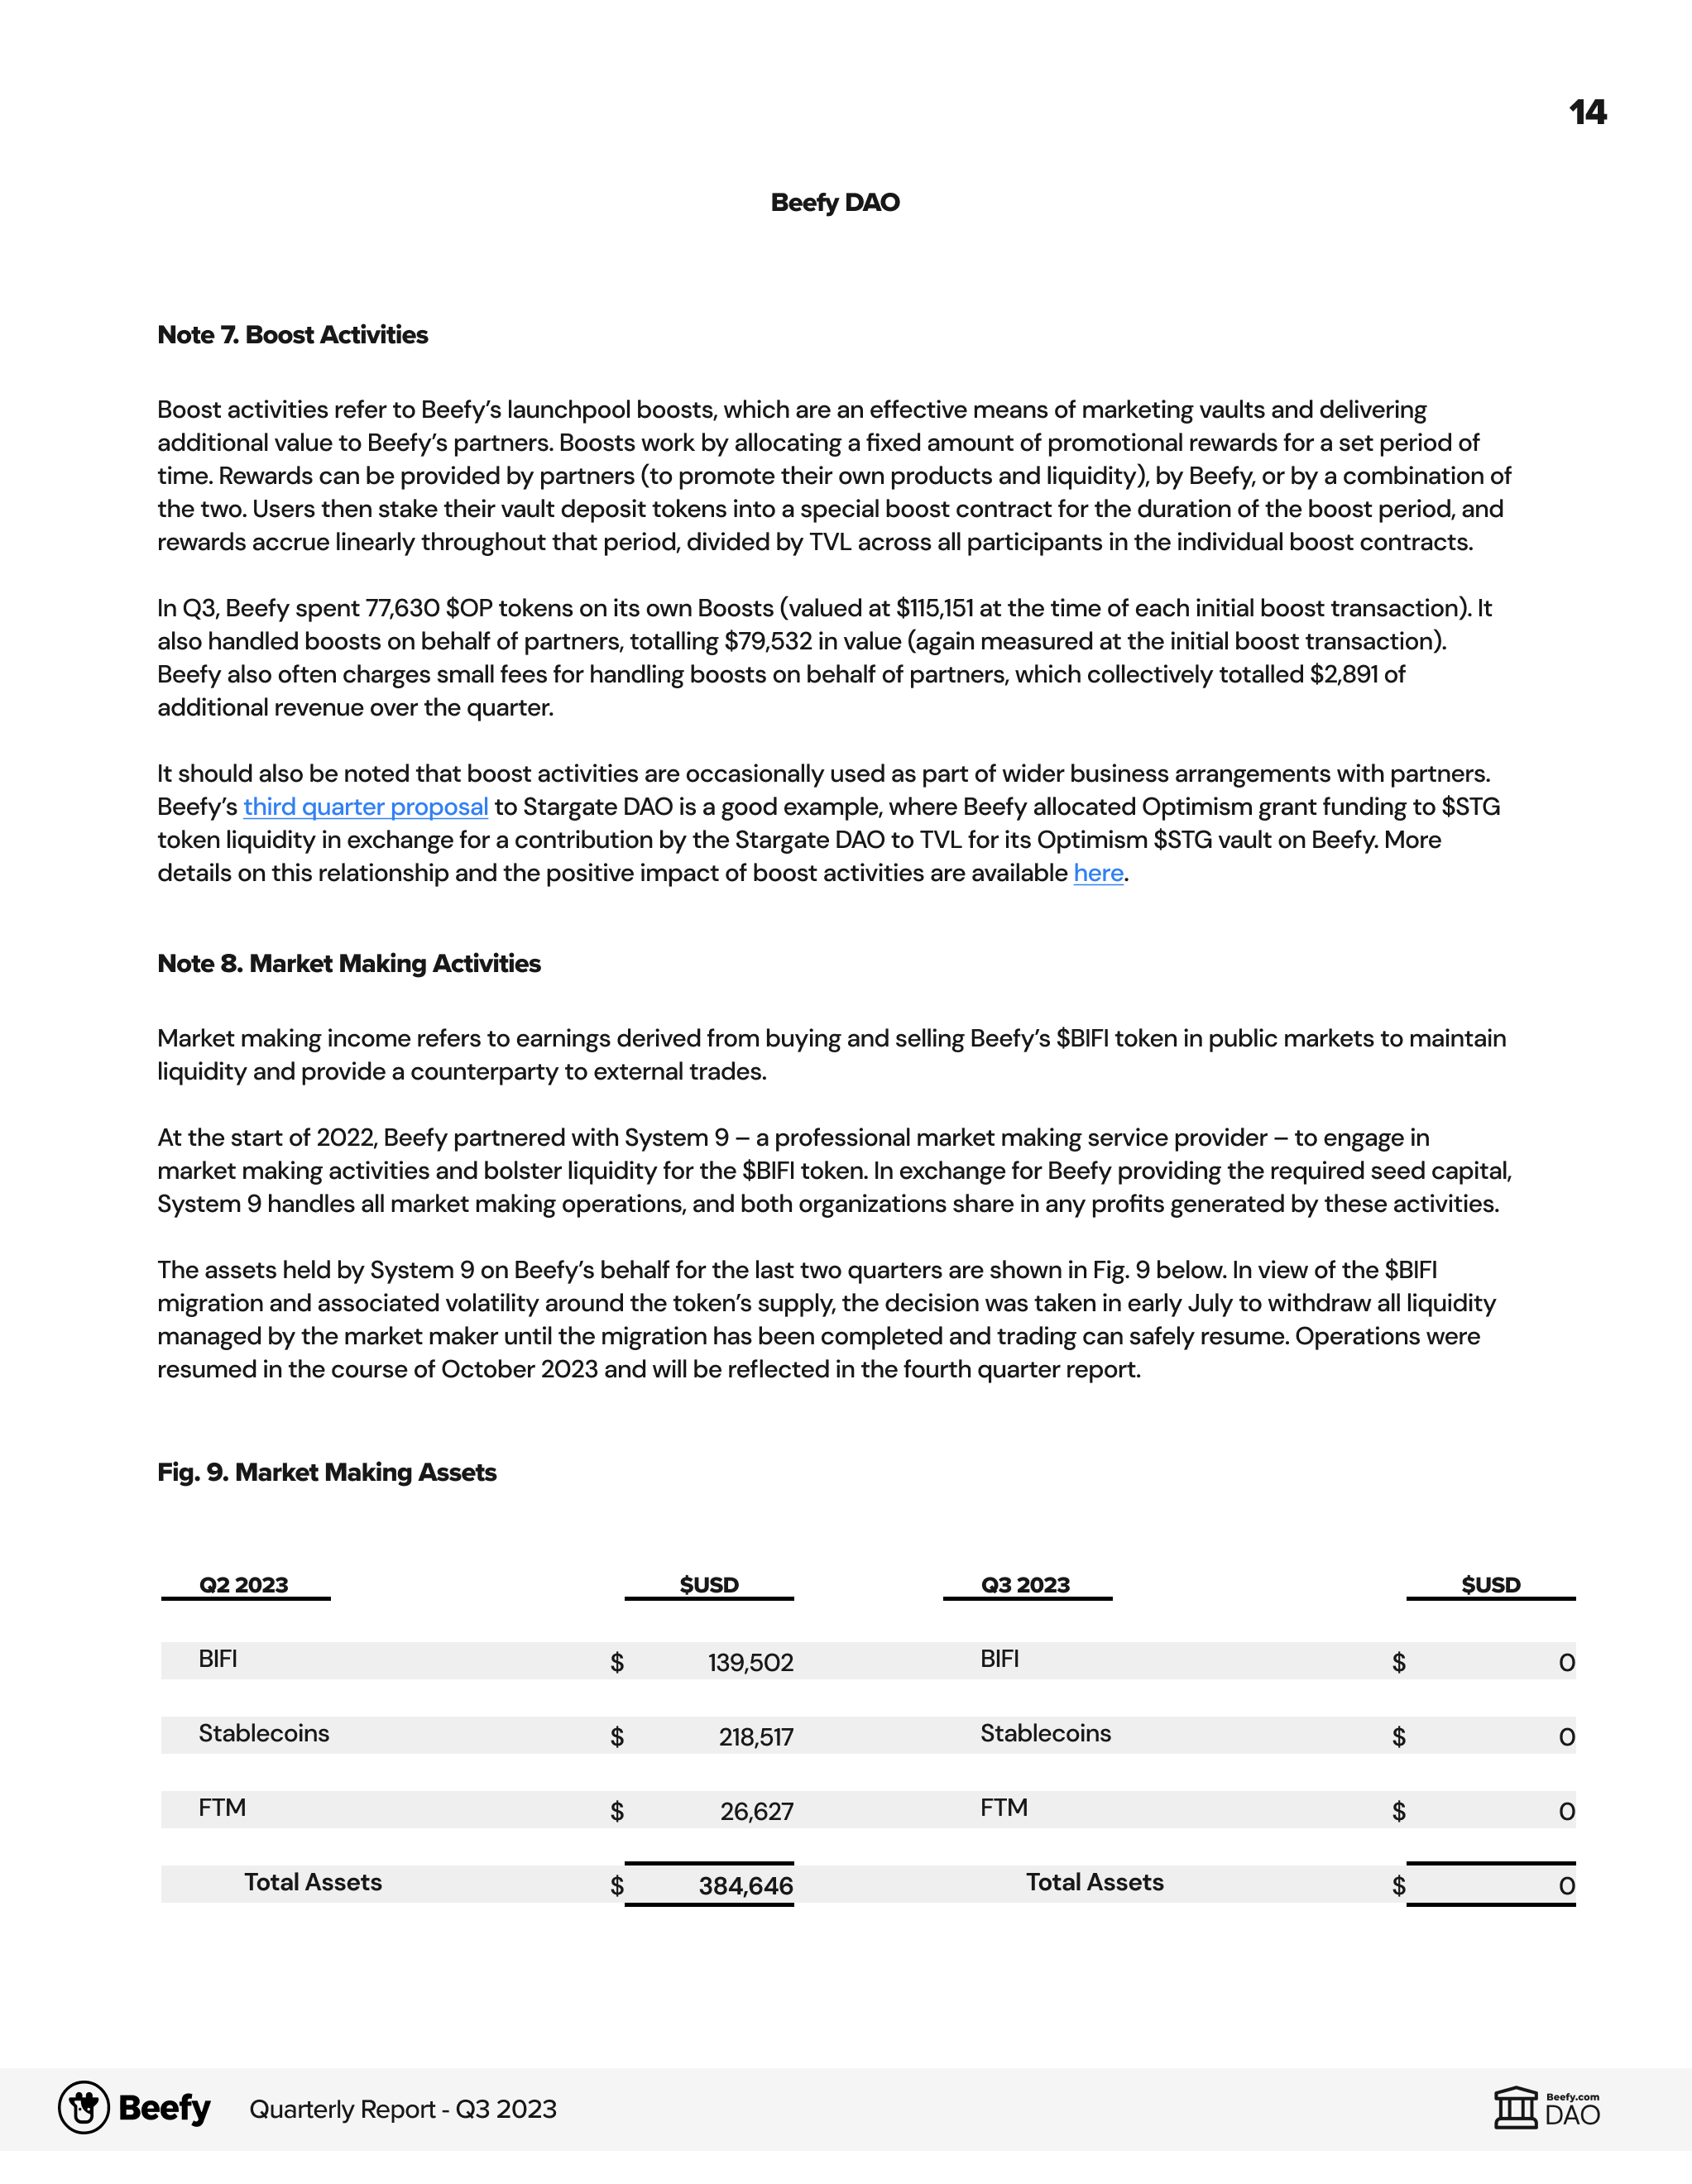 14
Beefy DAO
Note 7. Boost Activities
Boost activities refer to Beefy’s launchpool boosts, which are an effective means of marketing vaults and delivering
additional value to Beefy’s partners. Boosts work by allocating a fixed amount of promotional rewards for a set period of
time. Rewards can be provided by partners (to promote their own products and liquidity), by Beefy, or by a combination of
the two. Users then stake their vault deposit tokens into a special boost contract for the duration of the boost period, and
rewards accrue linearly throughout that period, divided by TVL across all participants in the individual boost contracts.
In Q3, Beefy spent 77,630 $OP tokens on its own Boosts (valued at $115,151 at the time of each initial boost transaction). It
also handled boosts on behalf of partners, totalling $79,532 in value (again measured at the initial boost transaction).
Beefy also often charges small fees for handling boosts on behalf of partners, which collectively totalled $2,891 of
additional revenue over the quarter.
It should also be noted that boost activities are occasionally used as part of wider business arrangements with partners.
Beefy’s third quarter proposal to Stargate DAO is a good example, where Beefy allocated Optimism grant funding to $STG
token liquidity in exchange for a contribution by the Stargate DAO to TVL for its Optimism $STG vault on Beefy. More
details on this relationship and the positive impact of boost activities are available here.
Note 8. Market Making Activities
Market making income refers to earnings derived from buying and selling Beefy’s $BIFI token in public markets to maintain
liquidity and provide a counterparty to external trades.
At the start of 2022, Beefy partnered with System 9 – a professional market making service provider – to engage in
market making activities and bolster liquidity for the $BIFI token. In exchange for Beefy providing the required seed capital,
System 9 handles all market making operations, and both organizations share in any profits generated by these activities.
The assets held by System 9 on Beefy’s behalf for the last two quarters are shown in Fig. 9 below. In view of the $BIFI
migration and associated volatility around the token’s supply, the decision was taken in early July to withdraw all liquidity
managed by the market maker until the migration has been completed and trading can safely resume. Operations were
resumed in the course of October 2023 and will be reflected in the fourth quarter report.
Fig. 9. Market Making Assets
Q2 2023 $USD Q3 2023 $USD
BIFI $ 139,502 BIFI $ 0
Stablecoins $ 218,517 Stablecoins $ 0
FTM $ 26,627 FTM $ 0
Total Assets $ 384,646 Total Assets $ 0
Beefy Quarterly Report - Q3 2023
Beefy.com
DAO